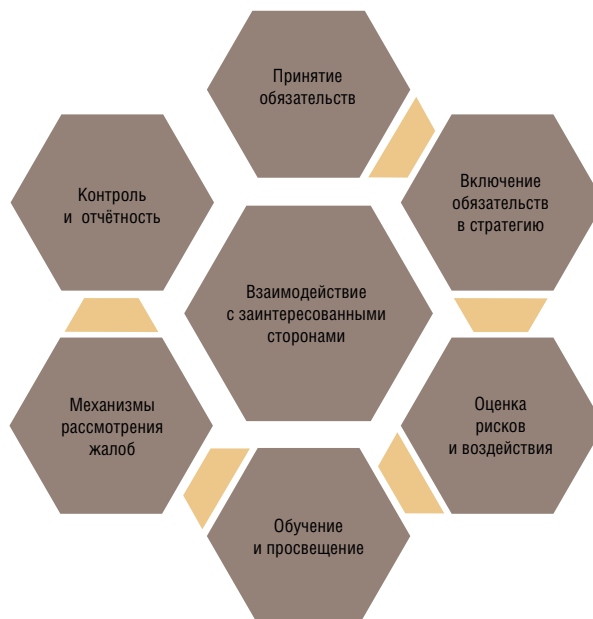 Принятие
обязательств
Включение
обязательств
в стратегию
Оценка
рисков
и воздействия
Обучение
и просвещение
Механизмы
рассмотрения
жалоб
Контроль
и отчётность
Взаимодействие
с заинтересованными
сторонами